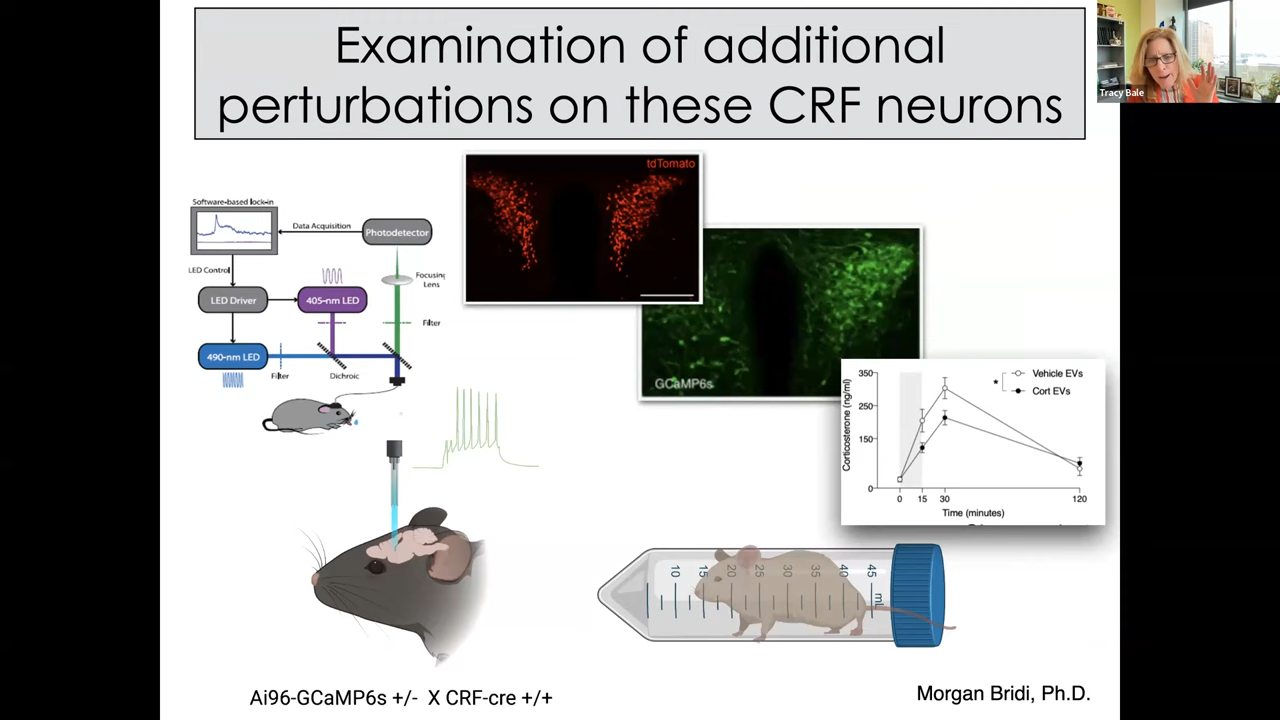 Examination of additional
perturbations on these CRF neurons
Tracy Bale
tdTomato
Software-based lock-in
Data Acquisition
Photodetector
LED Control
Focusing
Lens
LED Driver
405-nm LED
Filter
490-nm LED
Filter
Dichroic
GCaMP6s
Corticosterone (ng/ml)
350
250
150
0
0 15 30 120
Time (minutes)
* Vehicle EVs
Cort EVs
10 15 20 25 30 35 40 45 mL
Ai96-GCaMP6s +/- X CRF-cre +/+
Morgan Bridi, Ph.D.